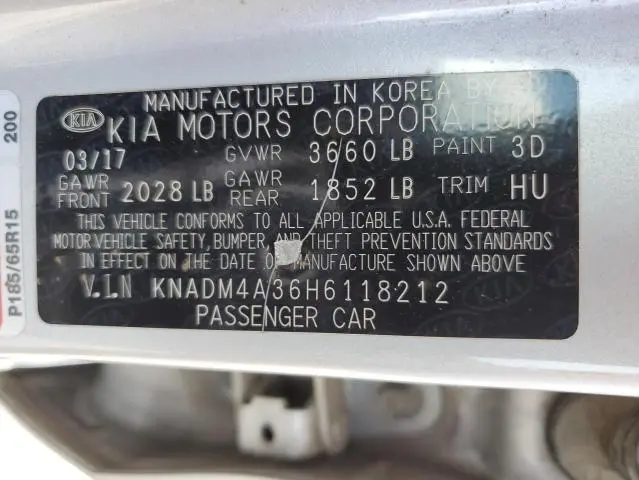 MANUFACTURED IN KOREA BY
KIA KIA MOTORS CORPORATION
03/17 GVWR 3660 LB PAINT 3D
GAWR FRONT 2028 LB GAWR REAR 1852 LB TRIM HU
THIS VEHICLE CONFORMS TO ALL APPLICABLE U.S.A. FEDERAL
MOTOR VEHICLE SAFETY, BUMPER, AND THEFT PREVENTION STANDARDS
IN EFFECT ON THE DATE OF MANUFACTURE SHOWN ABOVE
V.I.N KNADM4A36H6118212
PASSENGER CAR
P185/65R15 200